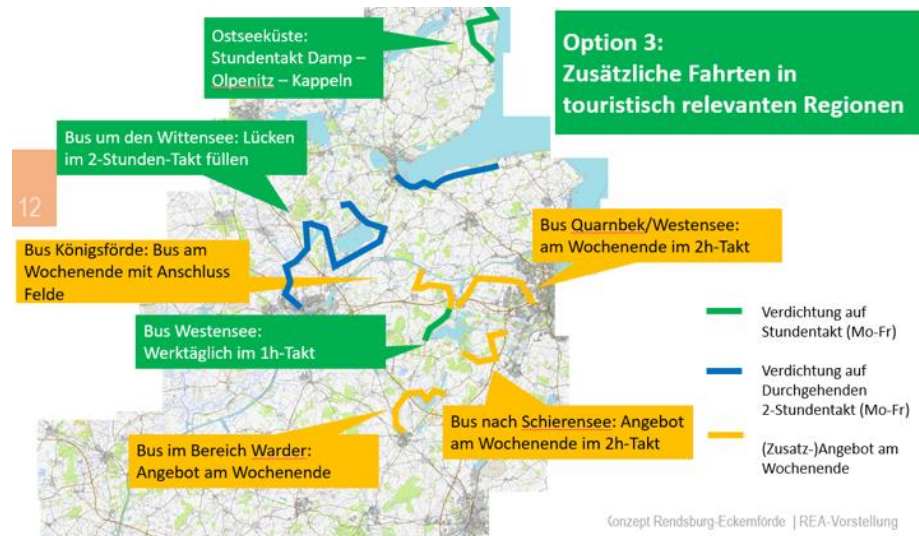 Option 3:
Zusätzliche Fahrten in
touristisch relevanten Regionen
Ostseeküste:
Stundentakt Damp –
Olpenitz – Kappeln
Bus um den Wittensee: Lücken
im 2-Stunden-Takt füllen
12
Bus Quarnbek/Westensee:
am Wochenende im 2h-Takt
Bus Königsförde: Bus am
Wochenende mit Anschluss
Felde
Bus Westensee:
Werktäglich im 1h-Takt
Bus nach Schierensee: Angebot
am Wochenende im 2h-Takt
Bus im Bereich Warder:
Angebot am Wochenende
Verdichtung auf
Stundentakt (Mo-Fr)
Verdichtung auf
Durchgehenden
2-Stundentakt (Mo-Fr)
(Zusatz-)Angebot am
Wochenende
Konzept Rendsburg-Eckernförde | REA-Vorstellung